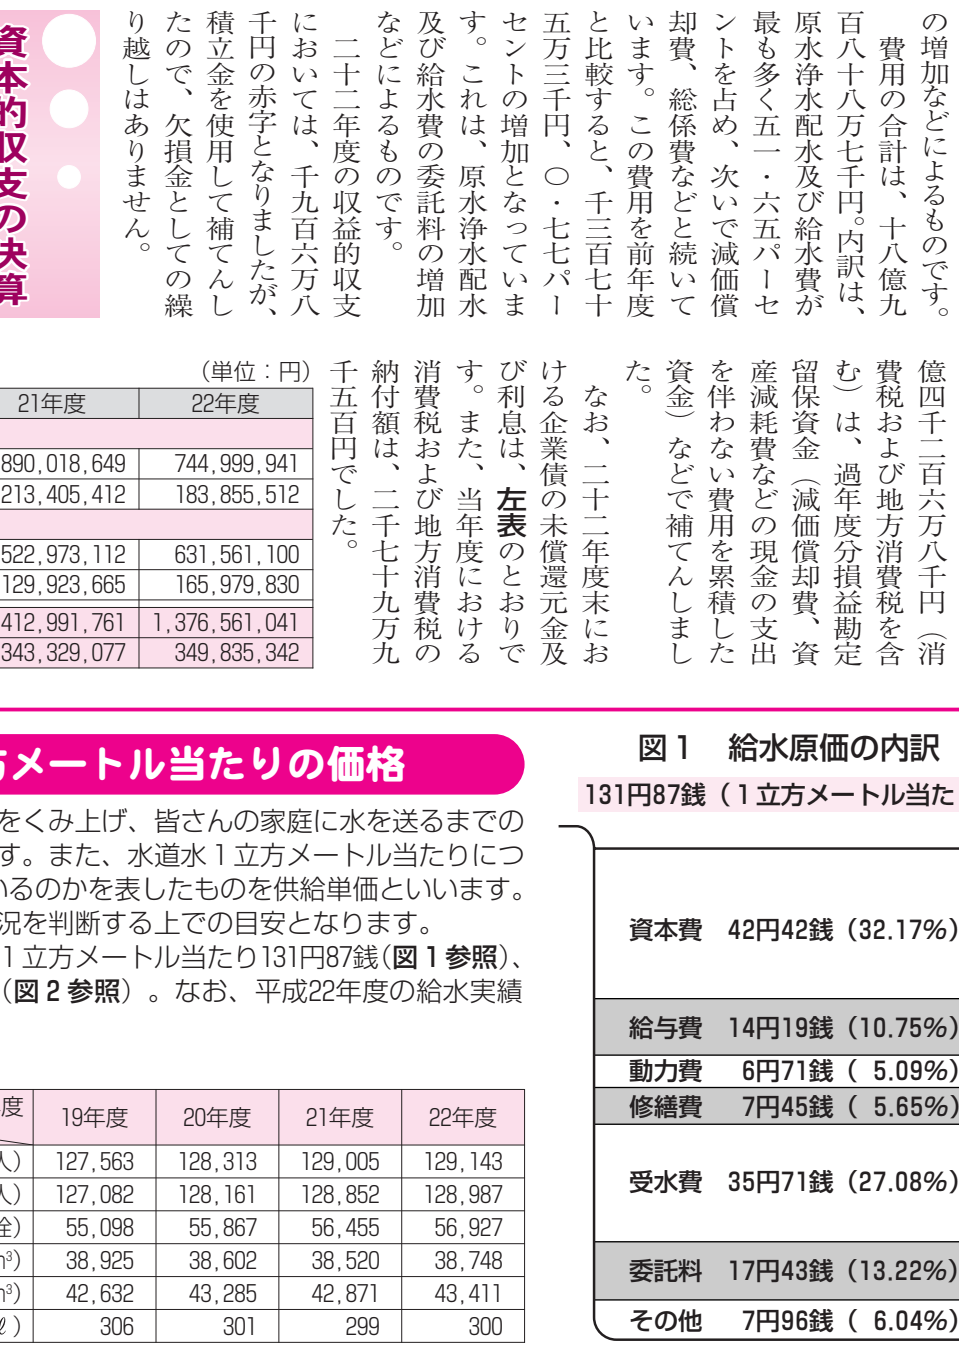 の増加などによるものです。
　費用の合計は、十八億九
百八十八万七千円。内訳は、
原水浄水配水及び給水費が
最も多く五一・六五パーセ
ントを占め、次いで減価償
却費、総係費などと続いて
います。この費用を前年度
と比較すると、千三百七十
五万三千円、〇・七七パー
セントの増加となっていま
す。これは、原水浄水配水
及び給水費の委託料の増加
などによるものです。
　二十二年度の収益的収支
においては、千九百六万八
千円の赤字となりましたが、
積立金を使用して補てんし
たので、欠損金としての繰
り越しはありません。
資本的収支の決算
億四千二百六万八千円（消
費税および地方消費税を含
む）は、過年度分損益勘定
留保資金（減価償却費、資
産減耗費などの現金の支出
を伴わない費用を累積した
資金）などで補てんしまし
た。
　なお、二十二年度末にお
ける企業債の未償還元金及
び利息は、左表のとおりで
す。また、当年度における
消費税および地方消費税の
納付額は、二千七十九万九
千五百円でした。
（単位：円）
21年度 22年度
890,018,649 744,999,941
213,405,412 183,855,512
522,973,112 631,561,100
129,923,665 165,979,830
412,991,761 1,376,561,041
343,329,077 349,835,342
方メートル当たりの価格
をくみ上げ、皆さんの家庭に水を送るまでの
す。また、水道水１立方メートル当たりにつ
いるのかを表したものを供給単価といいます。
況を判断する上での目安となります。
１立方メートル当たり131円87銭（図１参照）、
（図２参照）。なお、平成22年度の給水実績
度 19年度 20年度 21年度 22年度
人） 127,563 128,313 129,005 129,143
人） 127,082 128,161 128,852 128,987
栓） 55,098 55,867 56,455 56,927
m³） 38,925 38,602 38,520 38,748
m³） 42,632 43,285 42,871 43,411
ℓ） 306 301 299 300
図１　給水原価の内訳
131円87銭（１立方メートル当た
資本費　42円42銭（32.17%）
給与費　14円19銭（10.75%）
動力費　6円71銭（ 5.09%）
修繕費　7円45銭（ 5.65%）
受水費　35円71銭（27.08%）
委託料　17円43銭（13.22%）
その他　7円96銭（ 6.04%）